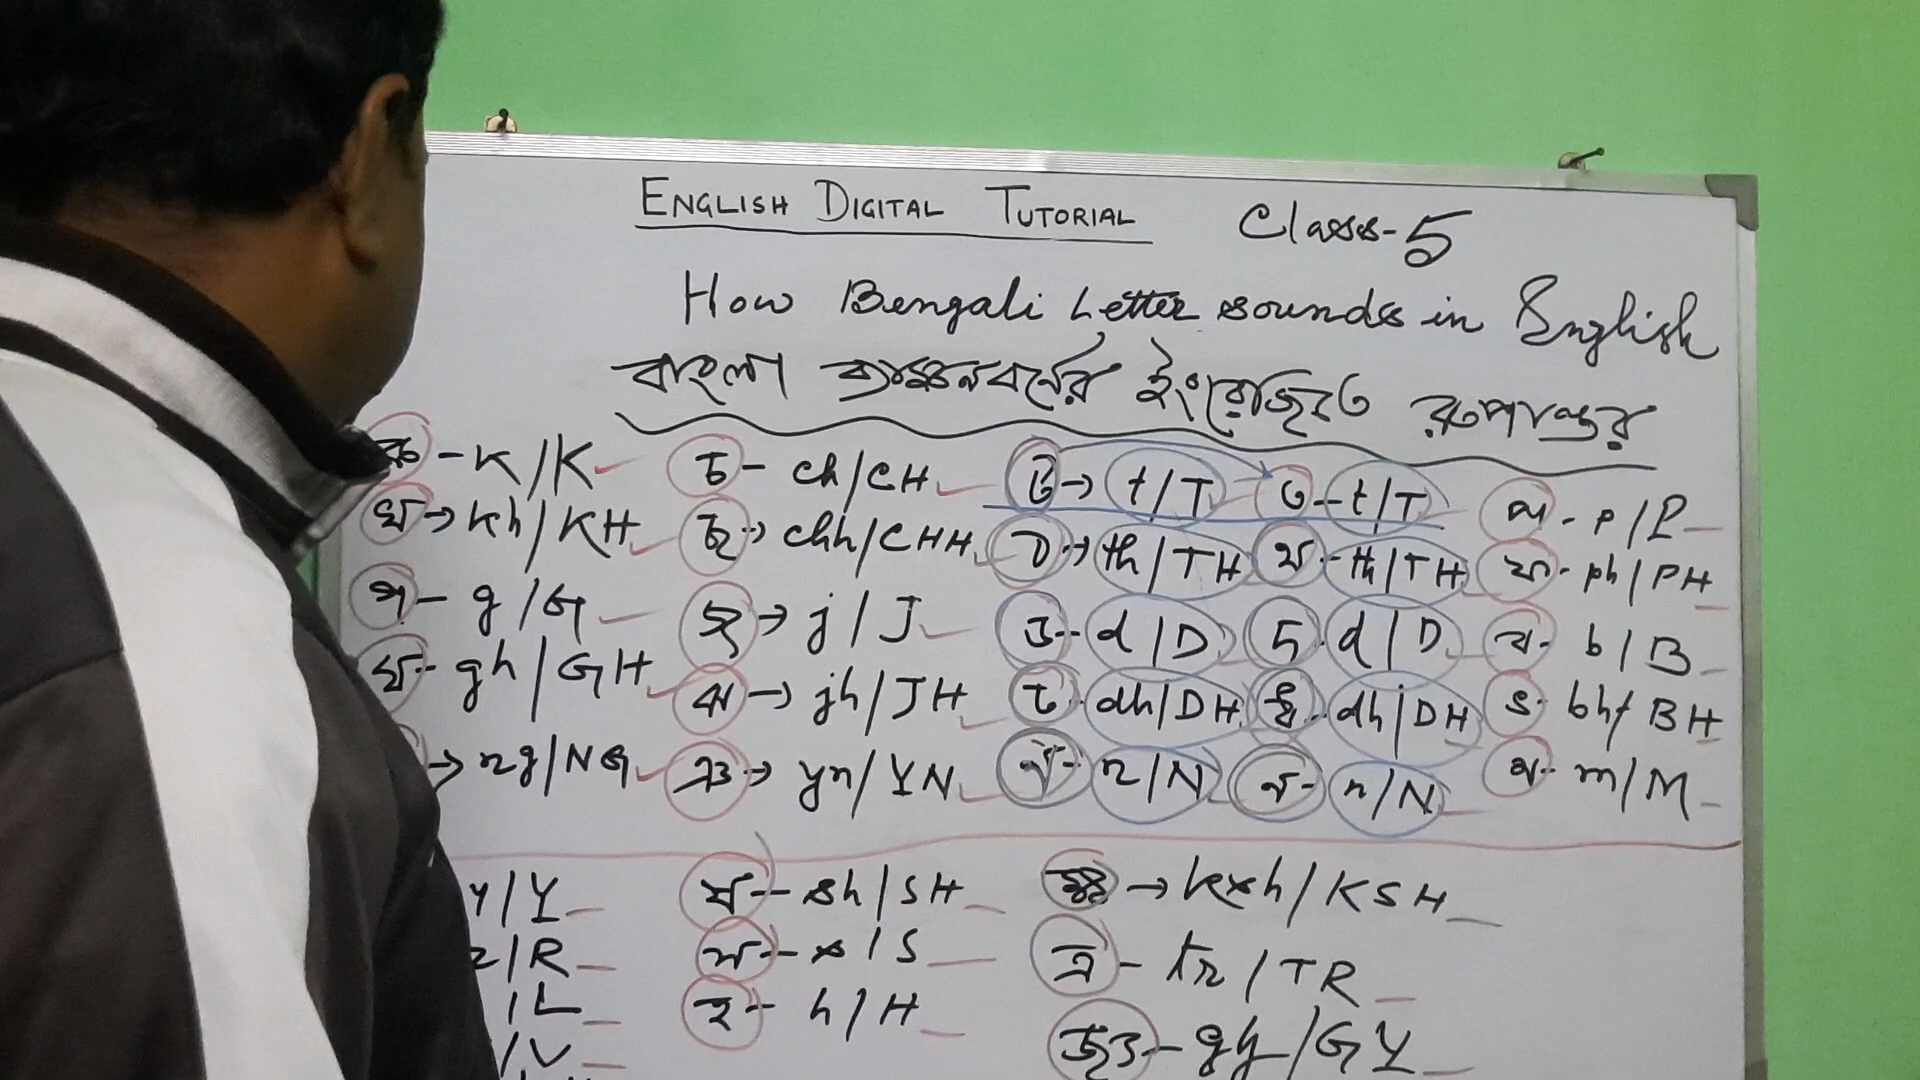 ENGLISH DIGITAL TUTORIAL Class-5
How Bengali Letter sounds in English
বাংলা ব্যঞ্জনবর্ণের ইংরেজিতে রূপান্তর
ক - k/K চ - ch/CH ট → t/T ত - t/T প - p/P
খ → kh/KH ছ → chh/CHH ঠ → th/TH থ - th/TH ফ - ph/PH
গ - g/G জ → j/J ড - d/D দ - d/D ব - b/B
ঘ - gh/GH ঝ → jh/JH ঢ - dh/DH ধ - dh/DH ভ - bh/BH
→ ng/NG ঞ → yn/YN ণ - n/N ন - n/N ম - m/M
y/Y ষ - sh/SH ক্ষ → ksh/KSH
r/R স - s/S ত্র - tr/TR
/L হ - h/H জ্ঞ - gy/GY
/V